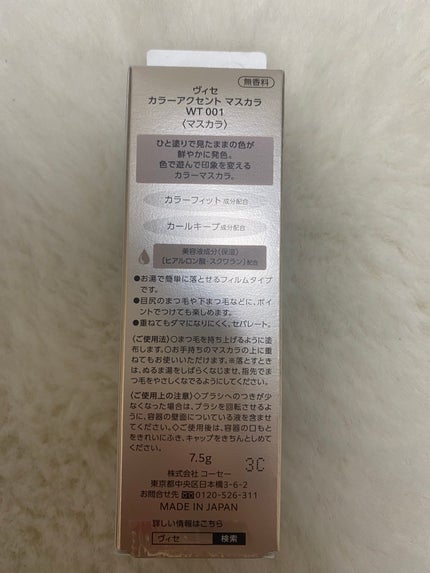 無香料
ヴィセ
カラーアクセント マスカラ
WT 001
〈マスカラ〉
ひと塗りで見たままの色が
鮮やかに発色。
色で遊んで印象を変える
カラーマスカラ。
カラーフィット成分配合
カールキープ成分配合
美容液成分（保湿）
［ヒアルロン酸・スクワラン］配合
●お湯で簡単に落とせるフィルムタイプ
です。
●目尻のまつ毛や下まつ毛などに、ポイ
ントでつけても楽しめます。
●重ねてもダマになりにくく、セパレート。
〈ご使用法〉○まつ毛を持ち上げるように塗
布します。○お手持ちのマスカラの上に重
ねてもお使いいただけます。※落とすとき
は、ぬるま湯をしばらくなじませ、指先でま
つ毛をやさしくなでるようにしてください。
〈ご使用上の注意〉◇ブラシへのつきが少
なくなった場合は、ブラシを回転させるよう
に、容器の壁面についている液を含ませ
てください。◇ご使用後は、容器の口もと
をきれいにふき、キャップをきちんとしめて
ください。
7.5g
3C
株式会社 コーセー
東京都中央区日本橋3-6-2
お問合せ先 0120-526-311
MADE IN JAPAN
詳しい情報はこちら
ヴィセ 検索